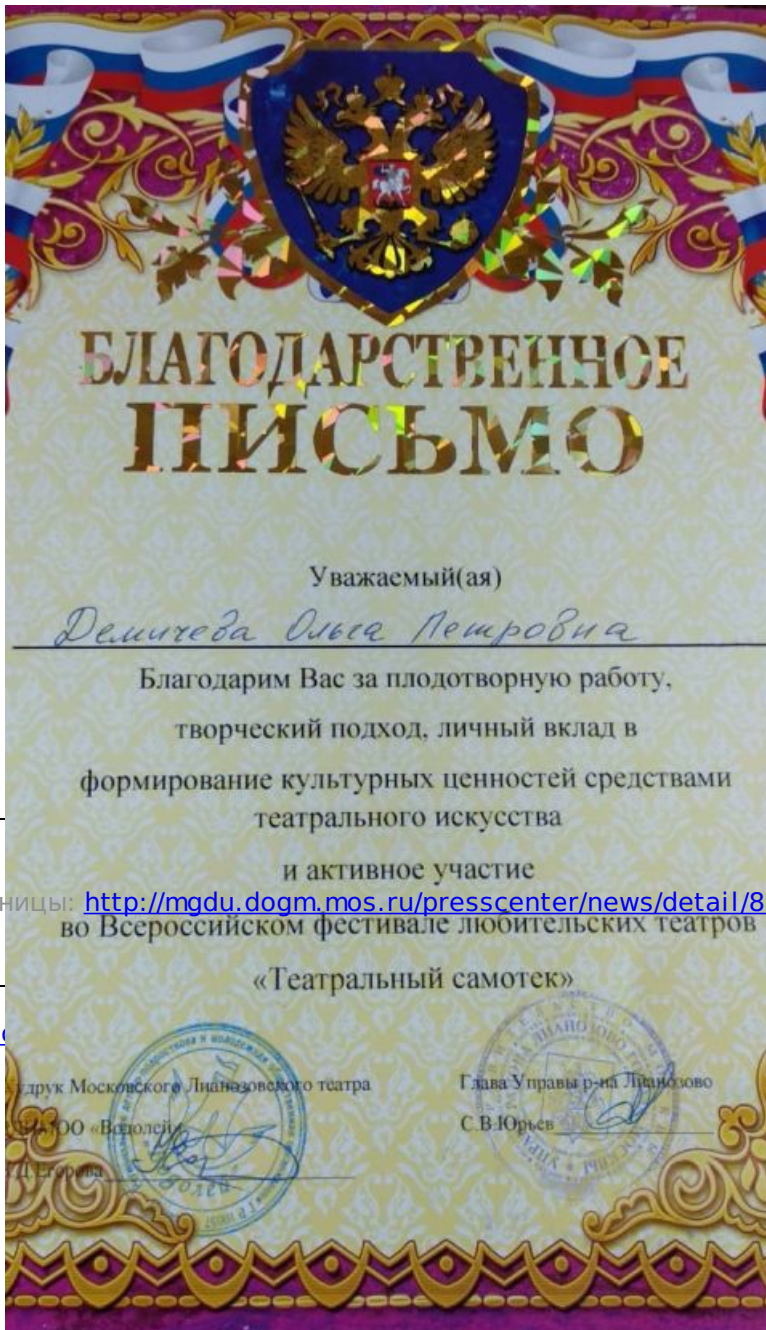 БЛАГОДАРСТВЕННОЕ
ПИСЬМО
Уважаемый(ая)
Демичева Ольга Петровна
Благодарим Вас за плодотворную работу,
творческий подход, личный вклад в
формирование культурных ценностей средствами
театрального искусства
и активное участие
ницы: http://mgdu.dogm.mos.ru/presscenter/news/detail/8
во Всероссийском фестивале любительских театров
«Театральный самотек»
Худрук Московского Лианозовского театра
Глава Управы р-на Лианозово
«Водолей»
С.В.Юрьев
Егорова